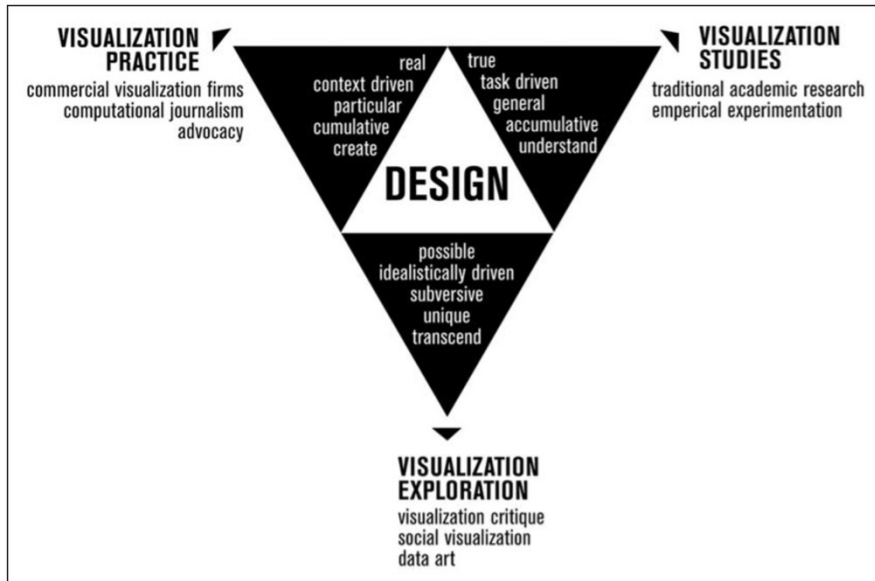 VISUALIZATION
PRACTICE
commercial visualization firms
computational journalism
advocacy
real
context driven
particular
cumulative
create
true
task driven
general
accumulative
understand
VISUALIZATION
STUDIES
traditional academic research
emperical experimentation
DESIGN
possible
idealistically driven
subversive
unique
transcend
VISUALIZATION
EXPLORATION
visualization critique
social visualization
data art